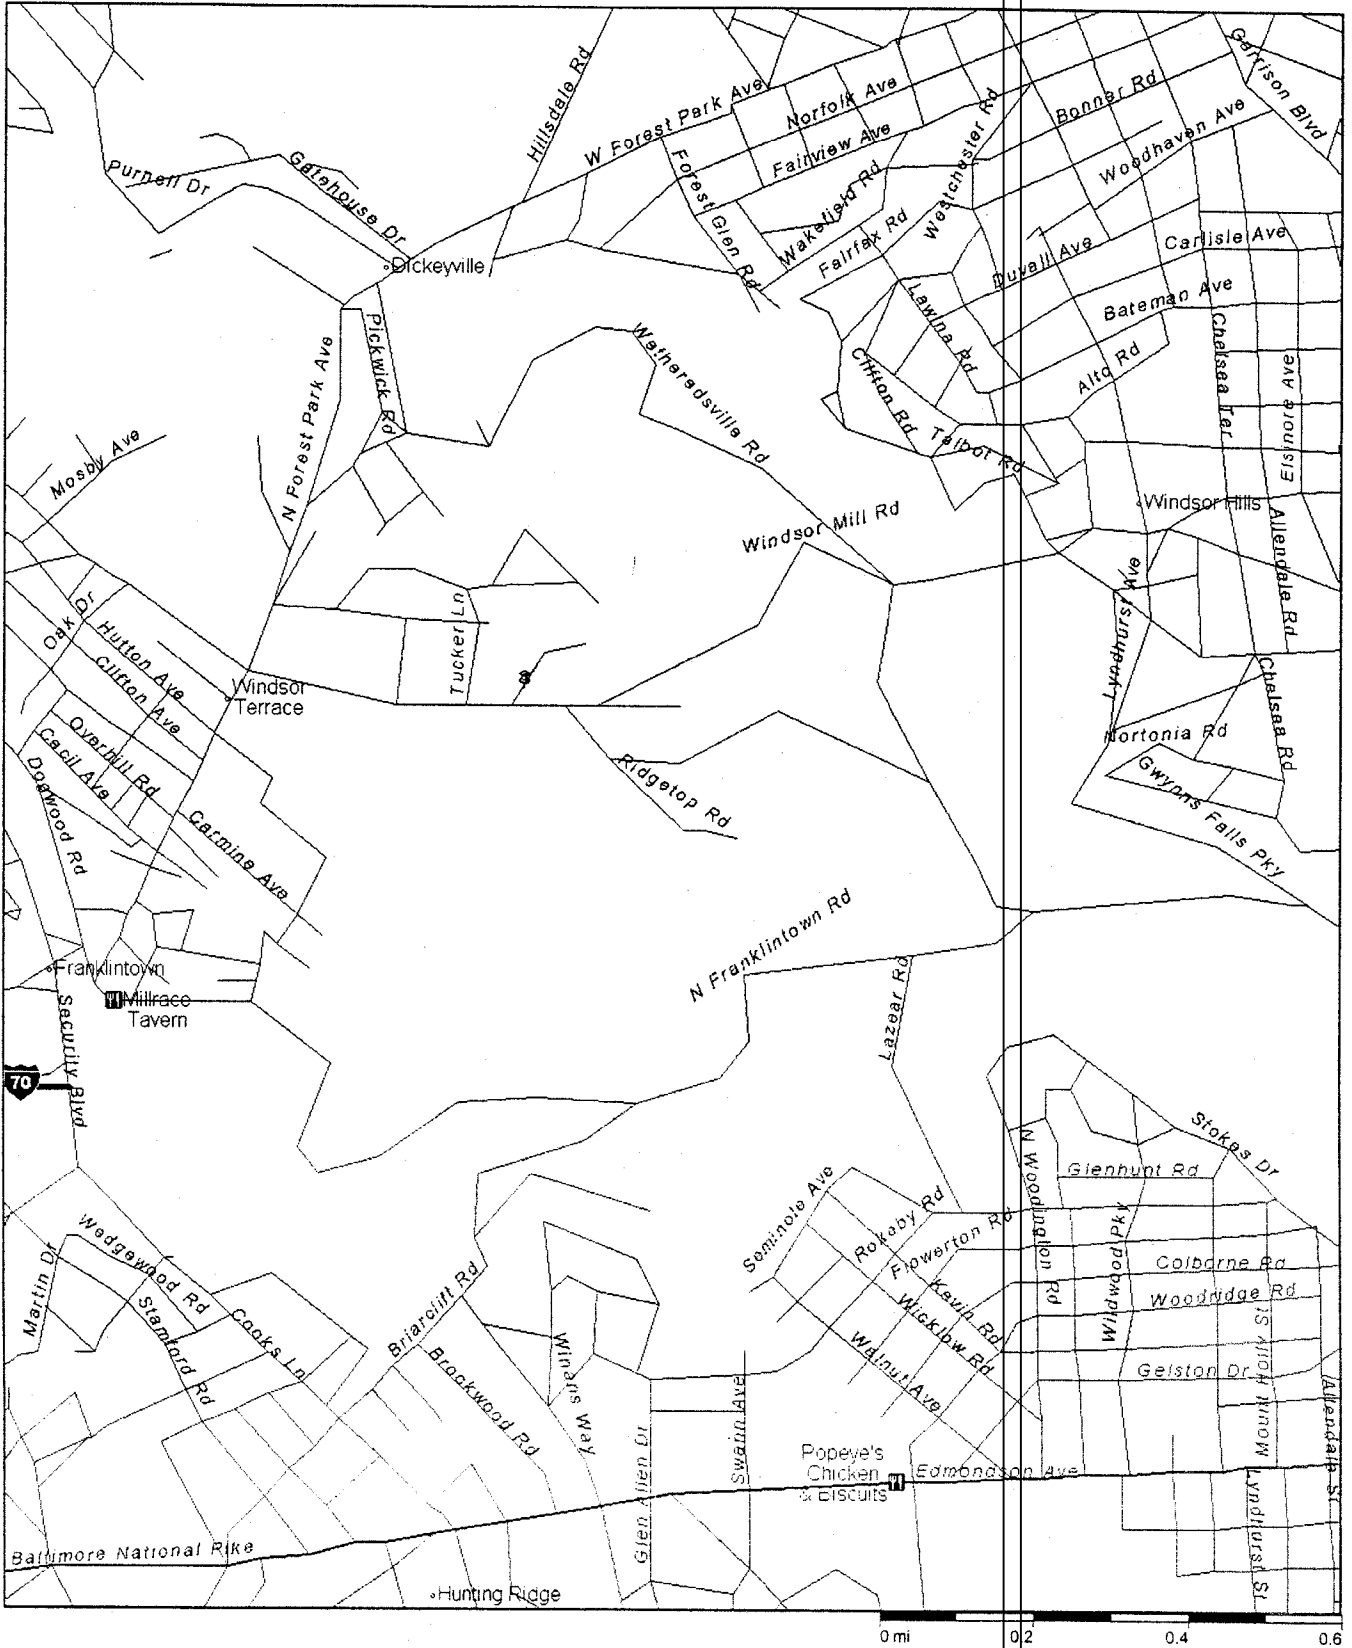 Garrison Blvd
Hillsdale Rd
W Forest Park Ave
Norfolk Ave
Bonner Rd
Fairview Ave
Woodhaven Ave
Westchester Rd
Gatehouse Dr
Purnell Dr
Forest Glen Rd
Wakefield Rd
Fairfax Rd
Carlisle Ave
Duvall Ave
Dickeyville
Bateman Ave
Lawina Rd
Pickwick Rd
N Forest Park Ave
Wetheredsville Rd
Chelsea Ter
Alto Rd
Elsinore Ave
Clifton Rd
Talbot Rd
Mosby Ave
Windsor Hills
Windsor Mill Rd
Allendale Rd
Lyndhurst Ave
Oak Dr
Hutton Ave
Clifton Ave
Tucker Ln
Windsor
Terrace
Chelsea Rd
Nortonia Rd
Overhill Rd
Cecil Ave
Dogwood Rd
Ridgetop Rd
Gwynns Falls Pky
Carmine Ave
N Franklintown Rd
Franklintown
Millrace
Tavern
Lazear Rd
Security Blvd
70
Stokes Dr
N Woodington Rd
Glenhunt Rd
Seminole Ave
Rokeby Rd
Flowerton Rd
Wildwood Pky
Wedgewood Rd
Martin Dr
Colborne Rd
Woodridge Rd
Kevin Rd
Wicklow Rd
Stamford Rd
Cooks Ln
Briarclift Rd
Brookwood Rd
Winans Way
Walnut Ave
Gelston Dr
Mount Holly St
Allendale St
Swann Ave
Glen Allen Dr
Popeye's
Chicken
& Biscuits
Edmondson Ave
Lyndhurst St
Baltimore National Pike
Hunting Ridge
0 mi
0.2
0.4
0.6